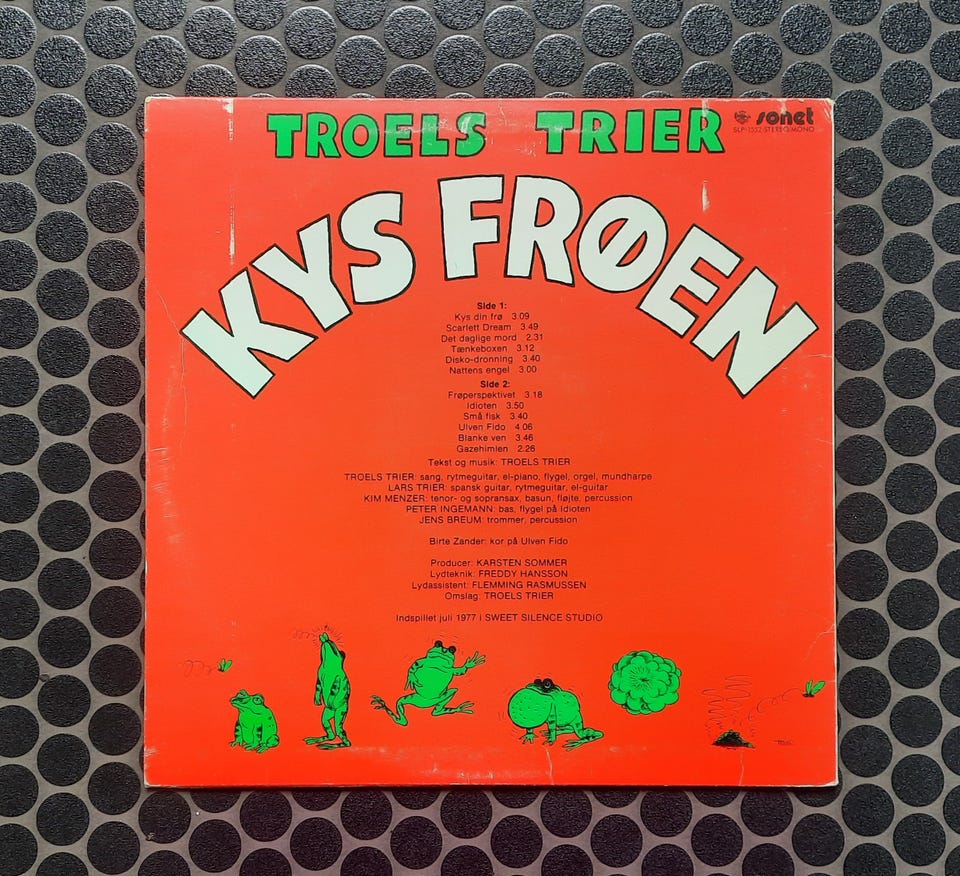 TROELS TRIER
sonet
SLP-1552 STEREO/MONO
KYS FRØEN
Side 1:
Kys din frø 3.09
Scarlett Dream 3.49
Det daglige mord 2.31
Tænkeboxen 3.12
Disko-dronning 3.40
Nattens engel 3.00
Side 2:
Frøperspektivet 3.18
Idioten 3.50
Små fisk 3.40
Ulven Fido 4.06
Blanke ven 3.46
Gazehimlen 2.26
Tekst og musik: TROELS TRIER
TROELS TRIER: sang, rytmeguitar, el-piano, flygel, orgel, mundharpe
LARS TRIER: spansk guitar, rytmeguitar, el-guitar
KIM MENZER: tenor- og sopransax, basun, fløjte, percussion
PETER INGEMANN: bas, flygel på Idioten
JENS BREUM: trommer, percussion
Birte Zander: kor på Ulven Fido
Producer: KARSTEN SOMMER
Lydteknik: FREDDY HANSSON
Lydassistent: FLEMMING RASMUSSEN
Omslag: TROELS TRIER
Indspillet juli 1977 i SWEET SILENCE STUDIO